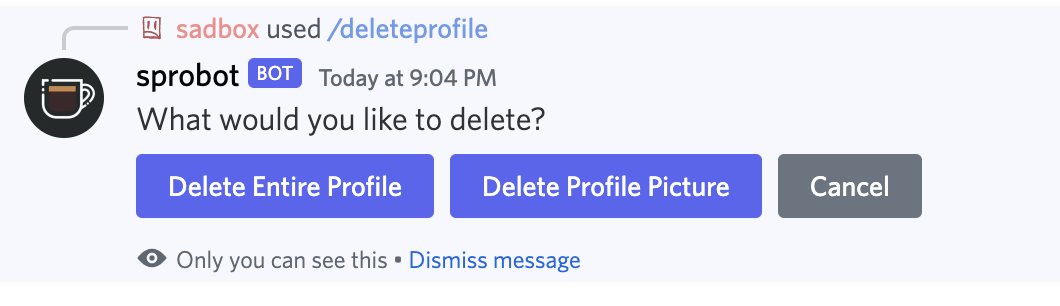 sadbox used /deleteprofile
sprobot BOT Today at 9:04 PM
What would you like to delete?
Delete Entire Profile Delete Profile Picture Cancel
Only you can see this • Dismiss message